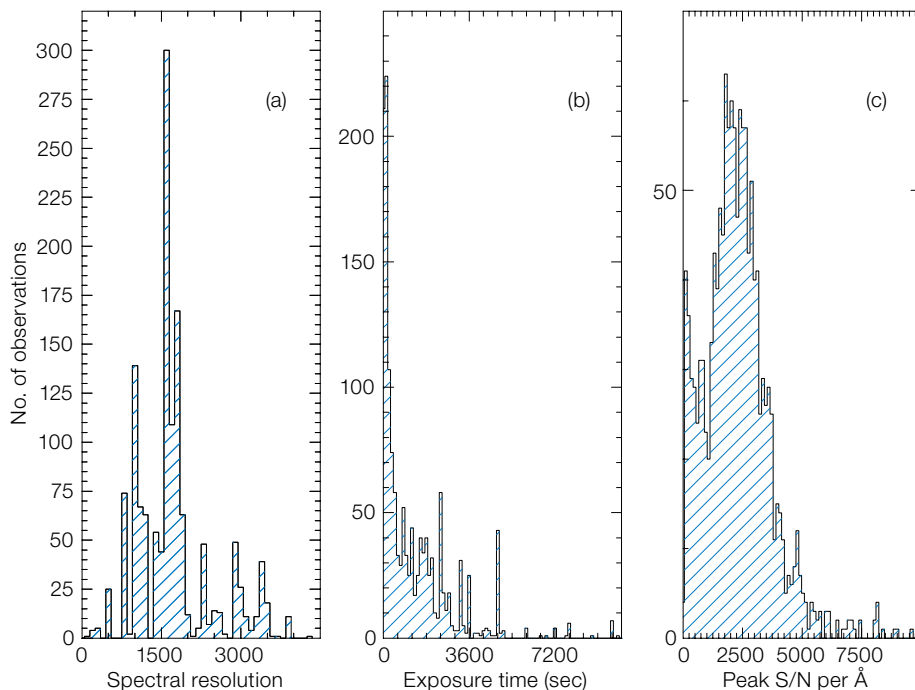 No. of observations
300
275
250
225
200
175
150
125
100
75
50
25
0
(a)
0 1500 3000
Spectral resolution
200
150
100
50
0
(b)
0 3600 7200
Exposure time (sec)
50
0
(c)
0 2500 5000 7500
Peak S/N per Å